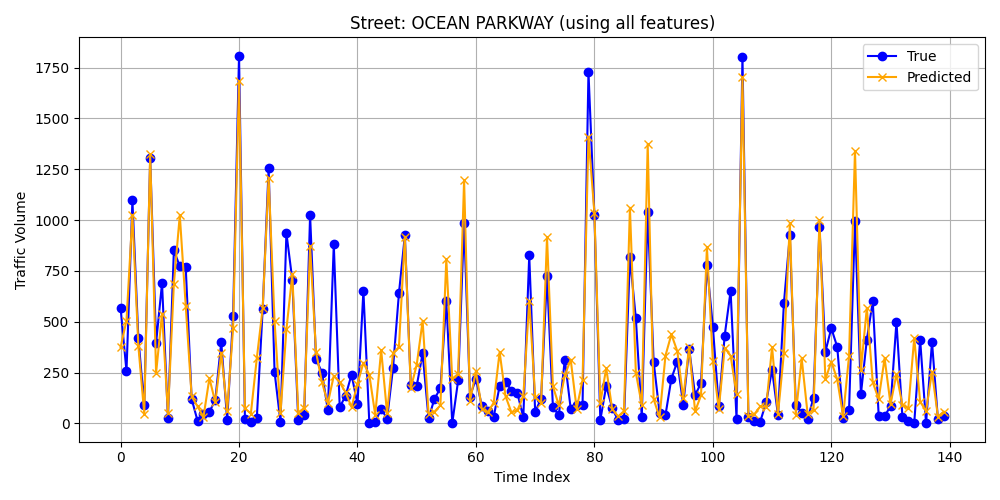 Street: OCEAN PARKWAY (using all features)
True
Predicted
Traffic Volume
1750
1500
1250
1000
750
500
250
0
0 20 40 60 80 100 120 140
Time Index